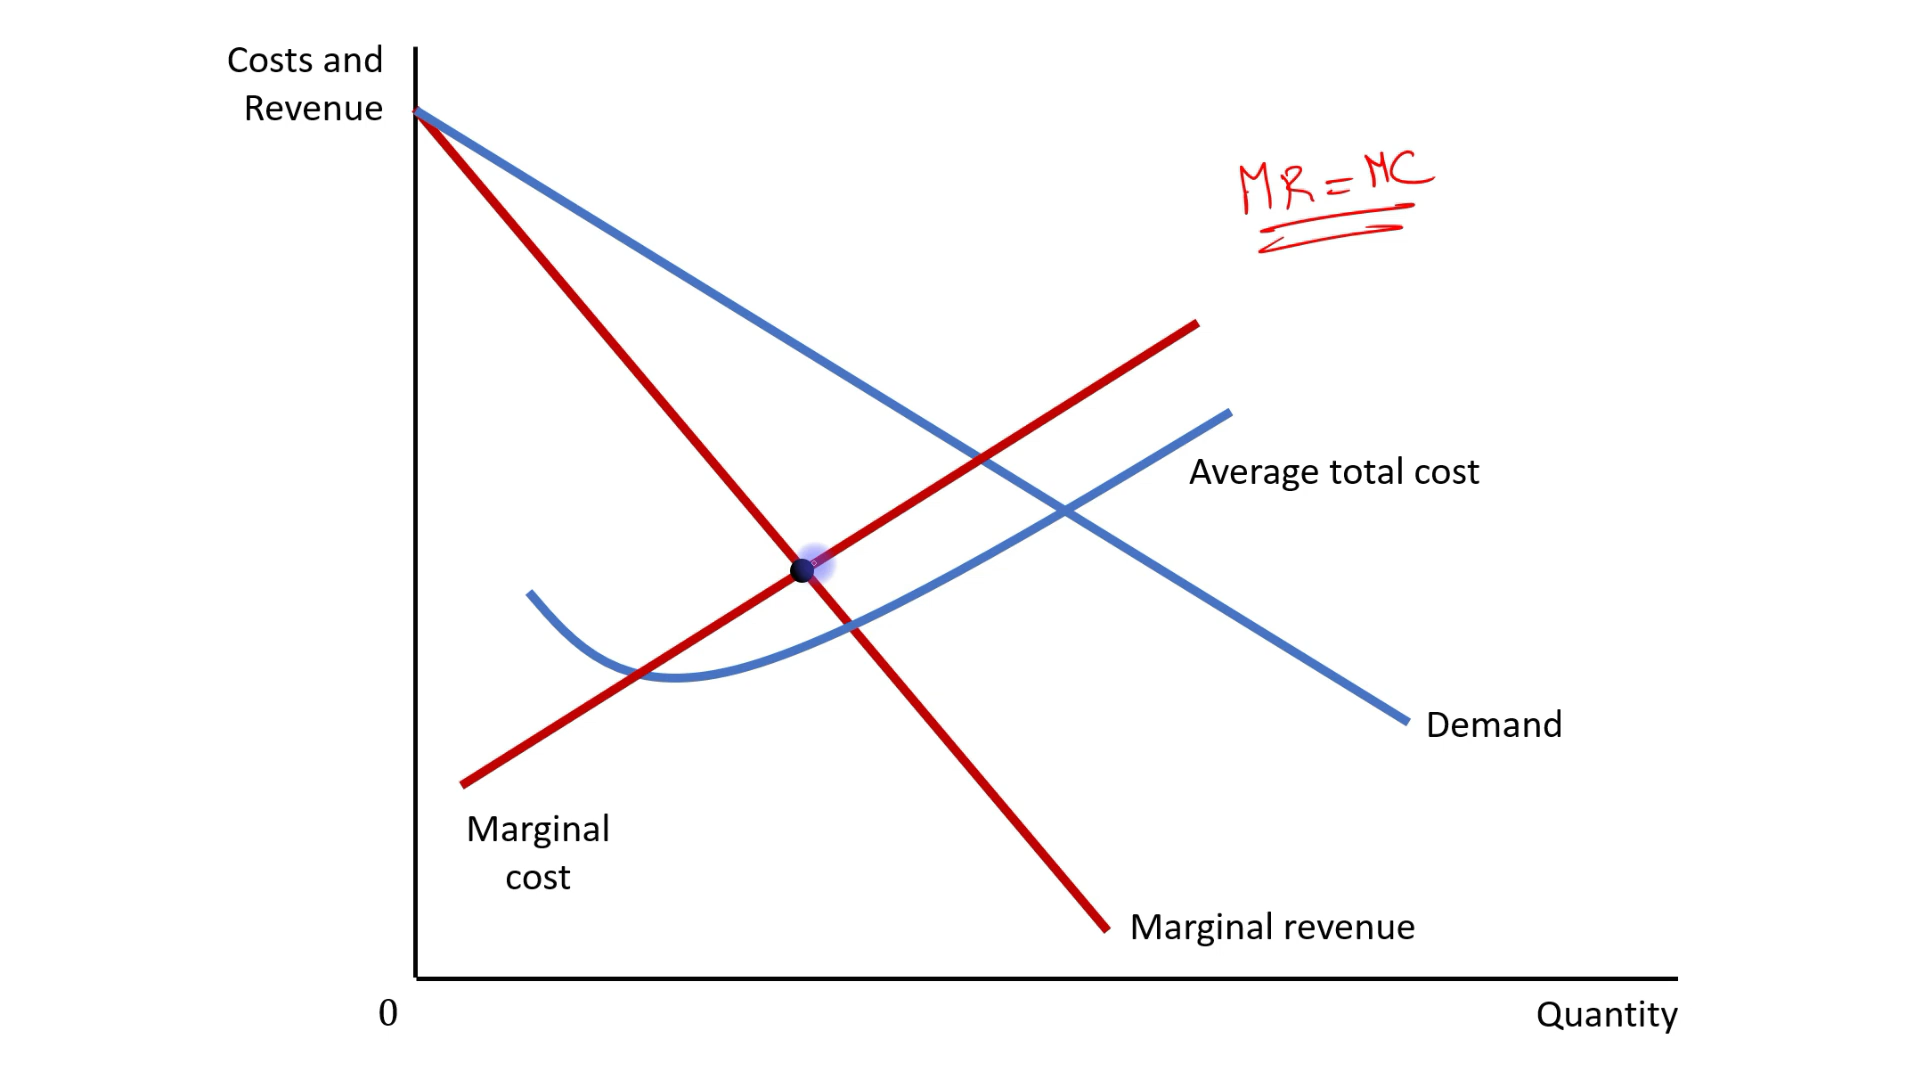 Costs and
Revenue
MR = MC
Average total cost
Demand
Marginal
cost
Marginal revenue
0
Quantity